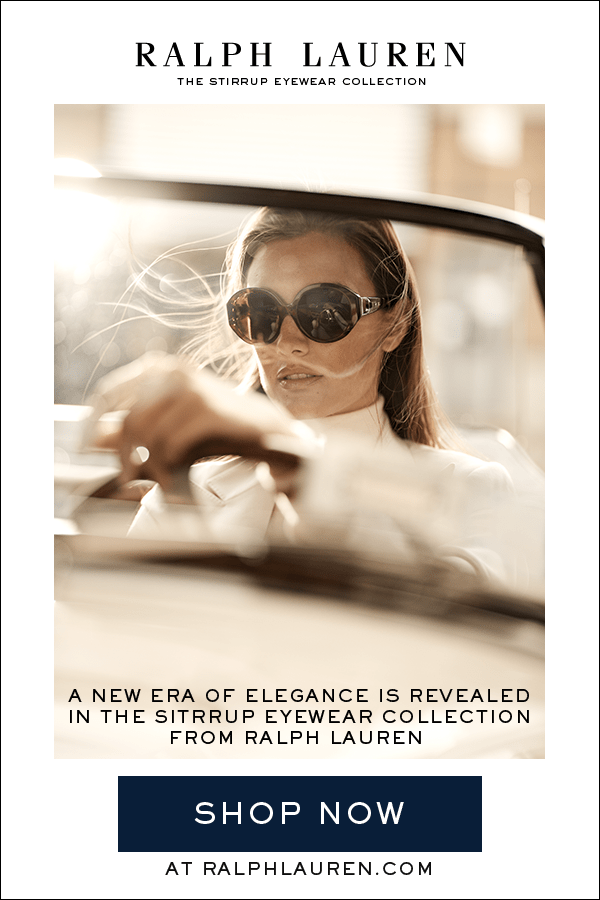 RALPH LAUREN
THE STIRRUP EYEWEAR COLLECTION
A NEW ERA OF ELEGANCE IS REVEALED
IN THE SITRRUP EYEWEAR COLLECTION
FROM RALPH LAUREN
SHOP NOW
AT RALPHLAUREN.COM